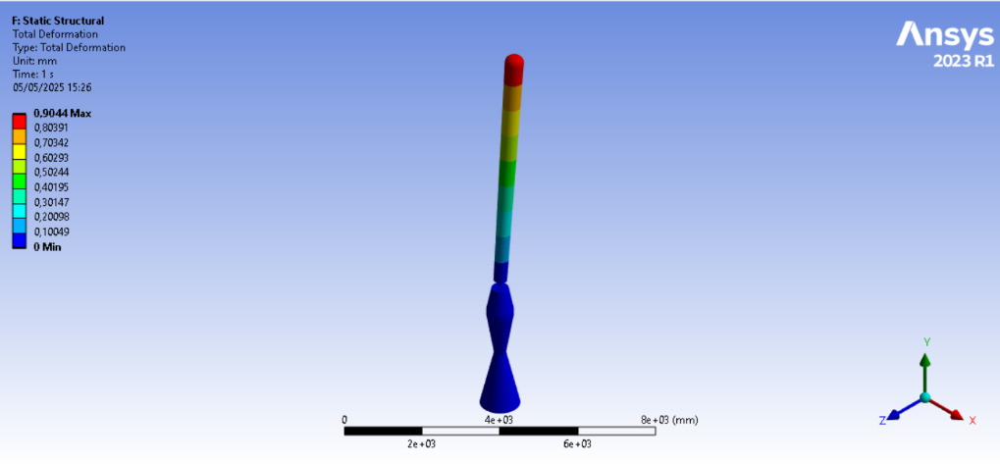 F: Static Structural
Total Deformation
Type: Total Deformation
Unit: mm
Time: 1 s
05/05/2025 15:26
0,9044 Max
0,80391
0,70342
0,60293
0,50244
0,40195
0,30147
0,20098
0,10049
0 Min
Ansys
2023 R1
Y
Z
X
0 4e+03 8e+03 (mm)
2e+03 6e+03